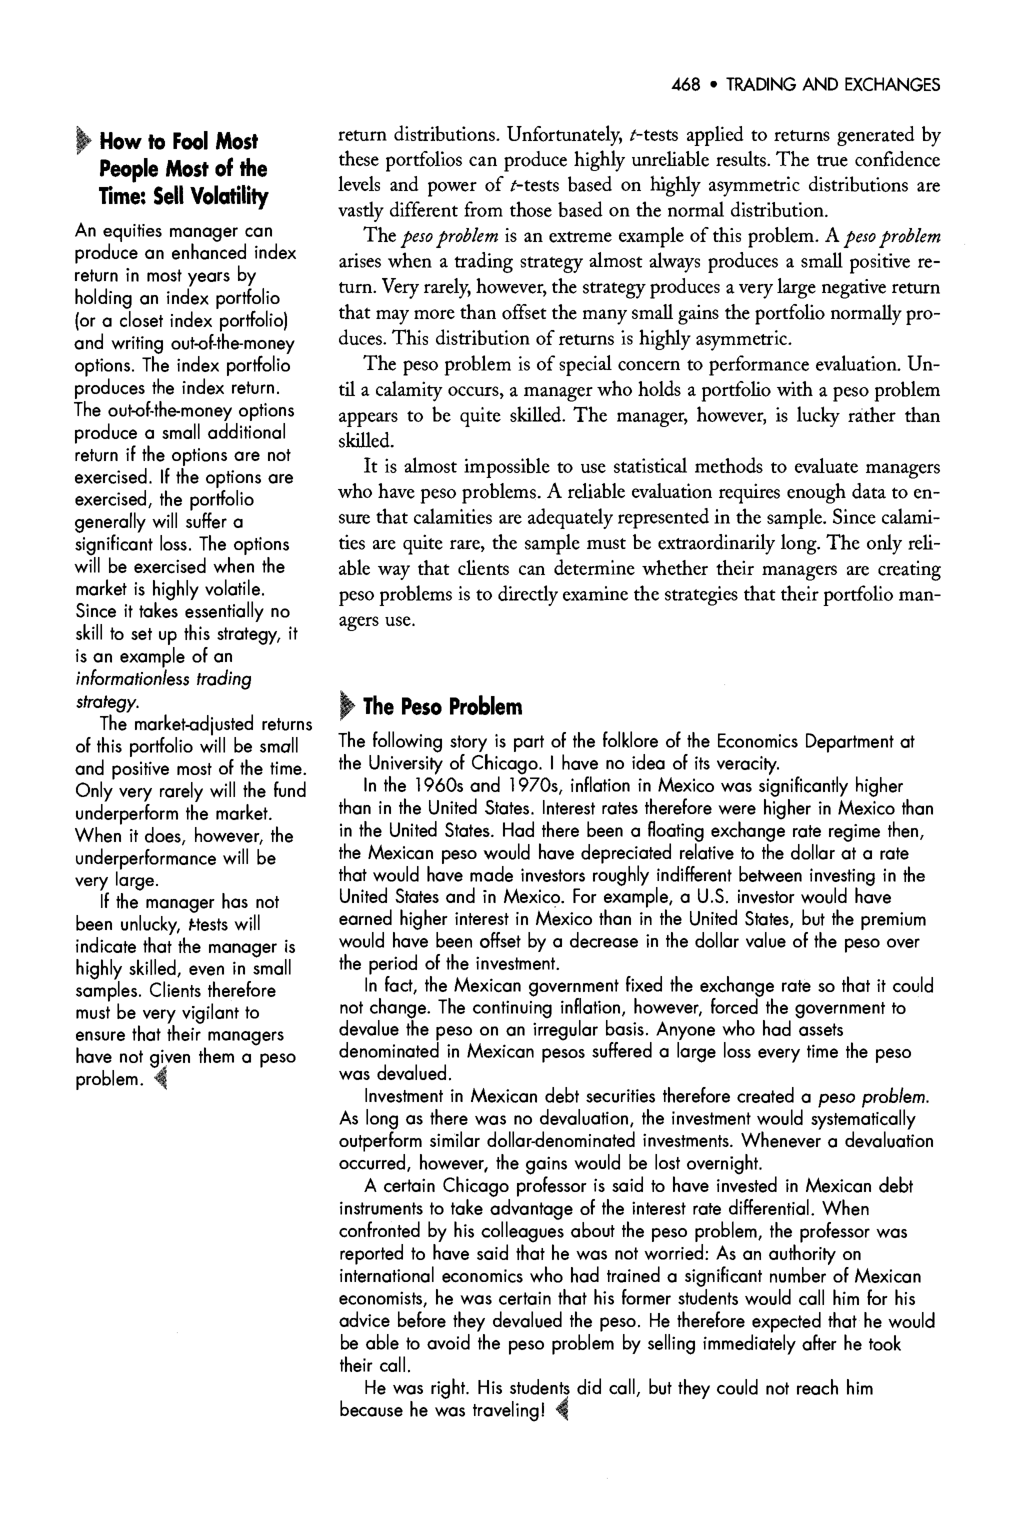 468 • TRADING AND EXCHANGES
How to Fool Most
People Most of the
Time: Sell Volatility
An equities manager can
produce an enhanced index
return in most years by
holding an index portfolio
(or a closet index portfolio)
and writing out-of-the-money
options. The index portfolio
produces the index return.
The out-of-the-money options
produce a small additional
return if the options are not
exercised. If the options are
exercised, the portfolio
generally will suffer a
significant loss. The options
will be exercised when the
market is highly volatile.
Since it takes essentially no
skill to set up this strategy, it
is an example of an
informationless trading
strategy.
The market-adjusted returns
of this portfolio will be small
and positive most of the time.
Only very rarely will the fund
underperform the market.
When it does, however, the
underperformance will be
very large.
If the manager has not
been unlucky, t-tests will
indicate that the manager is
highly skilled, even in small
samples. Clients therefore
must be very vigilant to
ensure that their managers
have not given them a peso
problem.
return distributions. Unfortunately, t-tests applied to returns generated by
these portfolios can produce highly unreliable results. The true confidence
levels and power of t-tests based on highly asymmetric distributions are
vastly different from those based on the normal distribution.
The peso problem is an extreme example of this problem. A peso problem
arises when a trading strategy almost always produces a small positive re-
turn. Very rarely, however, the strategy produces a very large negative return
that may more than offset the many small gains the portfolio normally pro-
duces. This distribution of returns is highly asymmetric.
The peso problem is of special concern to performance evaluation. Un-
til a calamity occurs, a manager who holds a portfolio with a peso problem
appears to be quite skilled. The manager, however, is lucky rather than
skilled.
It is almost impossible to use statistical methods to evaluate managers
who have peso problems. A reliable evaluation requires enough data to en-
sure that calamities are adequately represented in the sample. Since calami-
ties are quite rare, the sample must be extraordinarily long. The only reli-
able way that clients can determine whether their managers are creating
peso problems is to directly examine the strategies that their portfolio man-
agers use.
The Peso Problem
The following story is part of the folklore of the Economics Department at
the University of Chicago. I have no idea of its veracity.
In the 1960s and 1970s, inflation in Mexico was significantly higher
than in the United States. Interest rates therefore were higher in Mexico than
in the United States. Had there been a floating exchange rate regime then,
the Mexican peso would have depreciated relative to the dollar at a rate
that would have made investors roughly indifferent between investing in the
United States and in Mexico. For example, a U.S. investor would have
earned higher interest in Mexico than in the United States, but the premium
would have been offset by a decrease in the dollar value of the peso over
the period of the investment.
In fact, the Mexican government fixed the exchange rate so that it could
not change. The continuing inflation, however, forced the government to
devalue the peso on an irregular basis. Anyone who had assets
denominated in Mexican pesos suffered a large loss every time the peso
was devalued.
Investment in Mexican debt securities therefore created a peso problem.
As long as there was no devaluation, the investment would systematically
outperform similar dollar-denominated investments. Whenever a devaluation
occurred, however, the gains would be lost overnight.
A certain Chicago professor is said to have invested in Mexican debt
instruments to take advantage of the interest rate differential. When
confronted by his colleagues about the peso problem, the professor was
reported to have said that he was not worried: As an authority on
international economics who had trained a significant number of Mexican
economists, he was certain that his former students would call him for his
advice before they devalued the peso. He therefore expected that he would
be able to avoid the peso problem by selling immediately after he took
their call.
He was right. His students did call, but they could not reach him
because he was traveling!